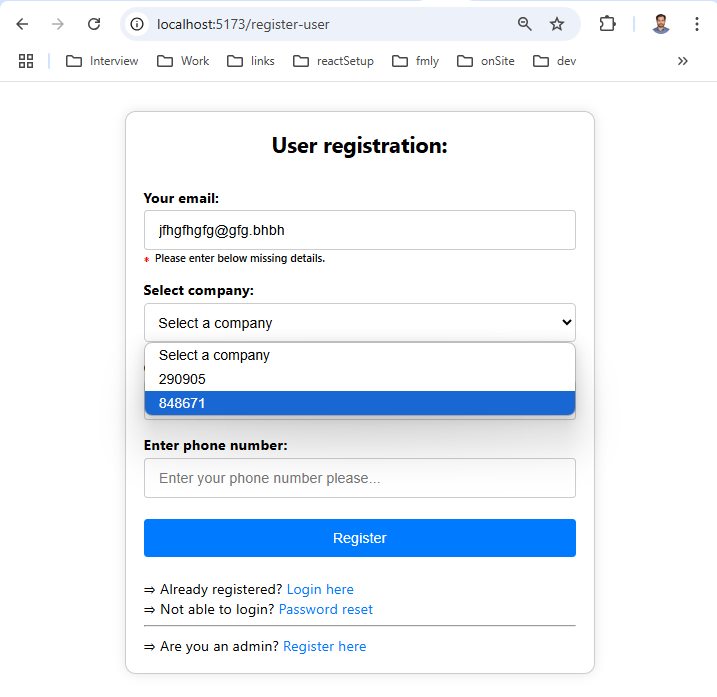 localhost:5173/register-user
Interview Work links reactSetup fmly onSite dev
User registration:
Your email:
jfhgfhgfg@gfg.bhbh
* Please enter below missing details.
Select company:
Select a company
Select a company
290905
848671
Enter phone number:
Enter your phone number please...
Register
⇒ Already registered? Login here
⇒ Not able to login? Password reset
⇒ Are you an admin? Register here